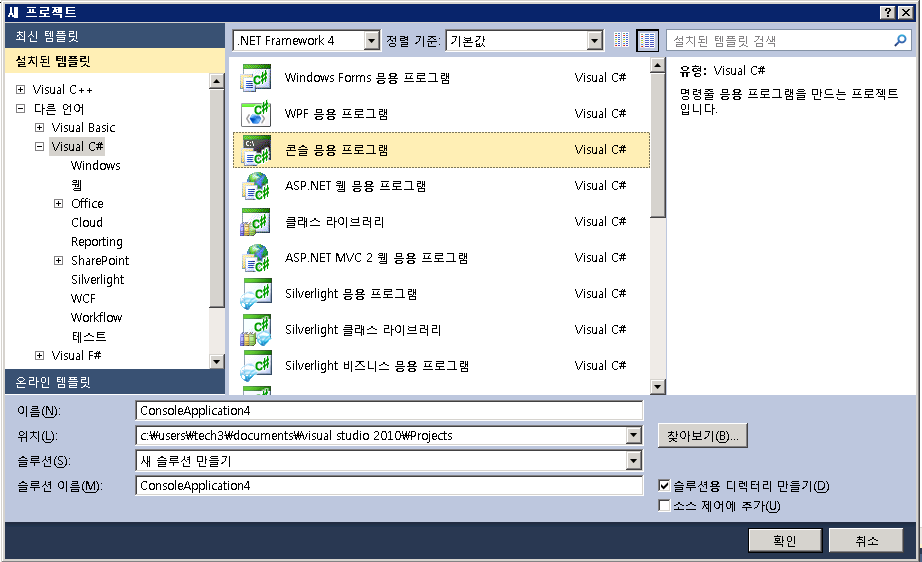 새 프로젝트
최신 템플릿
설치된 템플릿
Visual C++
다른 언어
Visual Basic
Visual C#
Windows
웹
Office
Cloud
Reporting
SharePoint
Silverlight
WCF
Workflow
테스트
Visual F#
온라인 템플릿
.NET Framework 4 정렬 기준: 기본값
설치된 템플릿 검색
Windows Forms 응용 프로그램 Visual C#
WPF 응용 프로그램 Visual C#
콘솔 응용 프로그램 Visual C#
ASP.NET 웹 응용 프로그램 Visual C#
클래스 라이브러리 Visual C#
ASP.NET MVC 2 웹 응용 프로그램 Visual C#
Silverlight 응용 프로그램 Visual C#
Silverlight 클래스 라이브러리 Visual C#
Silverlight 비즈니스 응용 프로그램 Visual C#
유형: Visual C#
명령줄 응용 프로그램을 만드는 프로젝트
입니다.
이름(N): ConsoleApplication4
위치(L): c:₩users₩tech3₩documents₩visual studio 2010₩Projects 찾아보기(B)...
솔루션(S): 새 솔루션 만들기
솔루션 이름(M): ConsoleApplication4 솔루션용 디렉터리 만들기(D)
소스 제어에 추가(U)
확인 취소